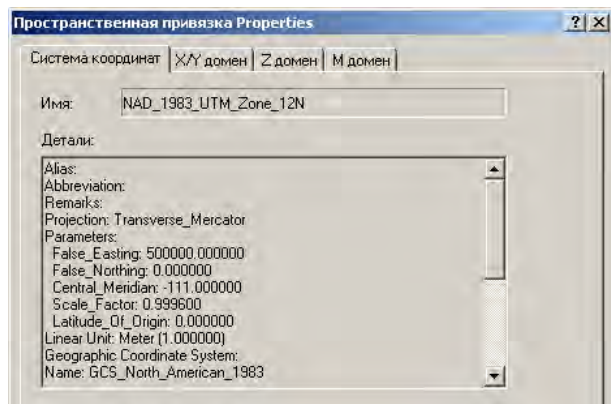 Пространственная привязка Properties
Система координат X/Y домен Z домен M домен
Имя: NAD_1983_UTM_Zone_12N
Детали:
Alias:
Abbreviation:
Remarks:
Projection: Transverse_Mercator
Parameters:
False_Easting: 500000.000000
False_Northing: 0.000000
Central_Meridian: -111.000000
Scale_Factor: 0.999600
Latitude_Of_Origin: 0.000000
Linear Unit: Meter (1.000000)
Geographic Coordinate System:
Name: GCS_North_American_1983